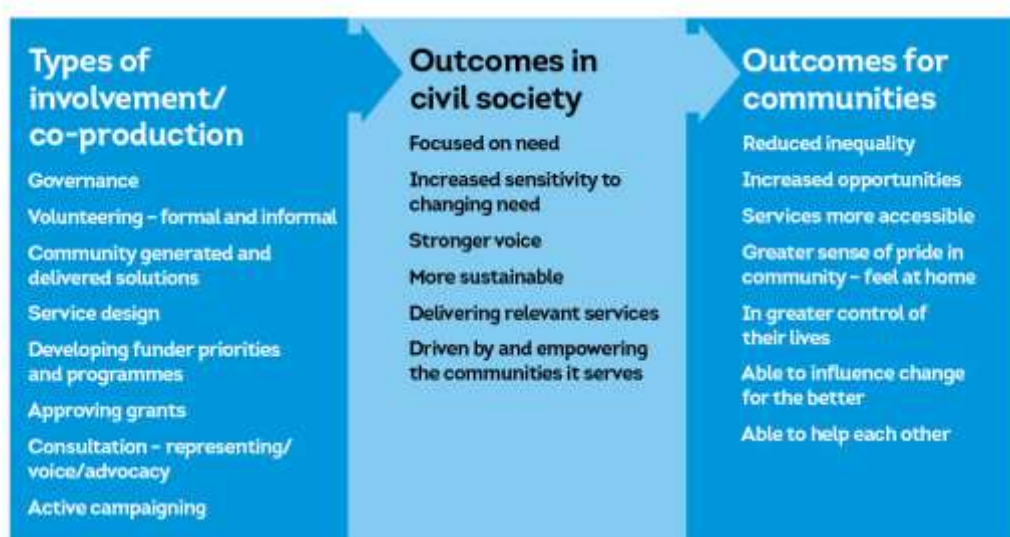 Types of
involvement/
co-production
Governance
Volunteering – formal and informal
Community generated and
delivered solutions
Service design
Developing funder priorities
and programmes
Approving grants
Consultation – representing/
voice/advocacy
Active campaigning
Outcomes in
civil society
Focused on need
Increased sensitivity to
changing need
Stronger voice
More sustainable
Delivering relevant services
Driven by and empowering
the communities it serves
Outcomes for
communities
Reduced inequality
Increased opportunities
Services more accessible
Greater sense of pride in
community – feel at home
In greater control of
their lives
Able to influence change
for the better
Able to help each other